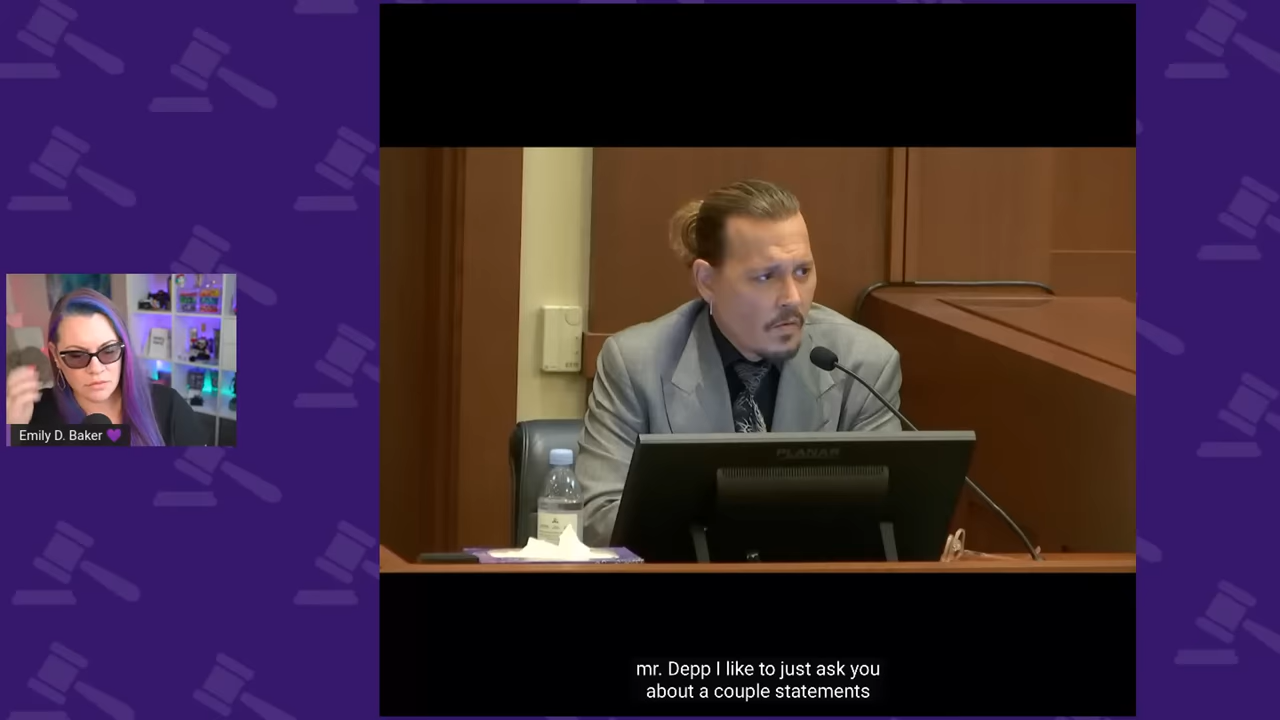 PLANAR
Emily D. Baker 💜
mr. Depp I like to just ask you
about a couple statements